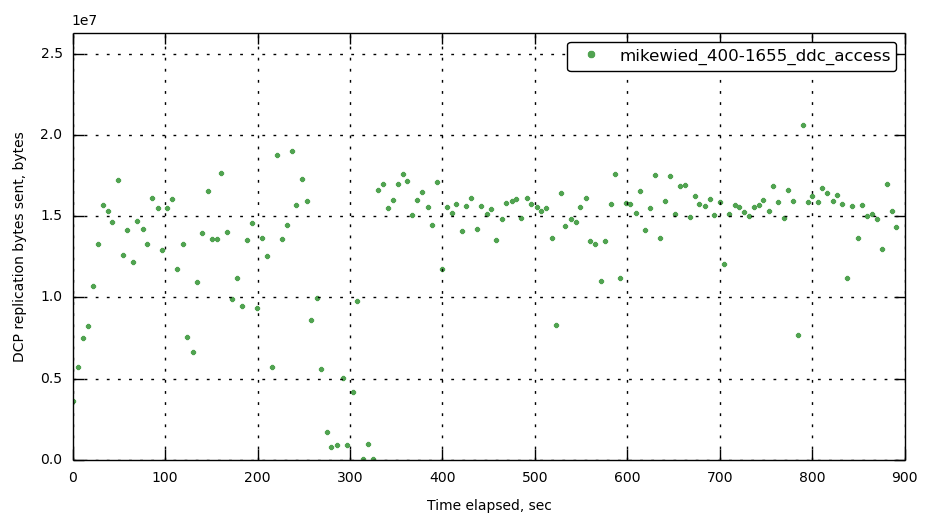 1e7
mikewied_400-1655_ddc_access
2.5
2.0
1.5
1.0
0.5
0.0
DCP replication bytes sent, bytes
0 100 200 300 400 500 600 700 800 900
Time elapsed, sec